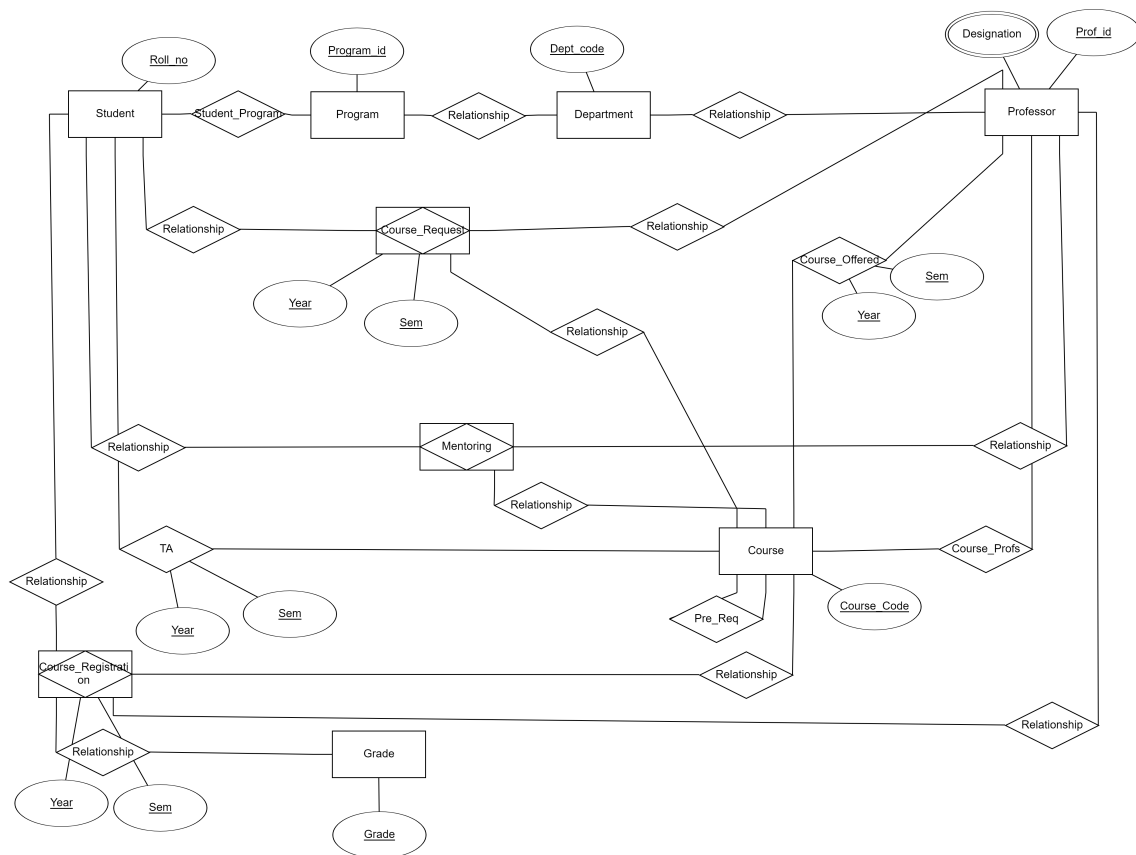 Designation
Prof_id
Program_id
Dept_code
Roll_no
Student
Student_Program
Program
Relationship
Department
Relationship
Professor
Relationship
Course_Request
Relationship
Course_Offered
Sem
Year
Year
Sem
Relationship
Relationship
Mentoring
Relationship
Relationship
TA
Course
Course_Profs
Relationship
Year
Sem
Pre_Req
Course_Code
Course_Registrati
on
Relationship
Relationship
Relationship
Grade
Year
Sem
Grade